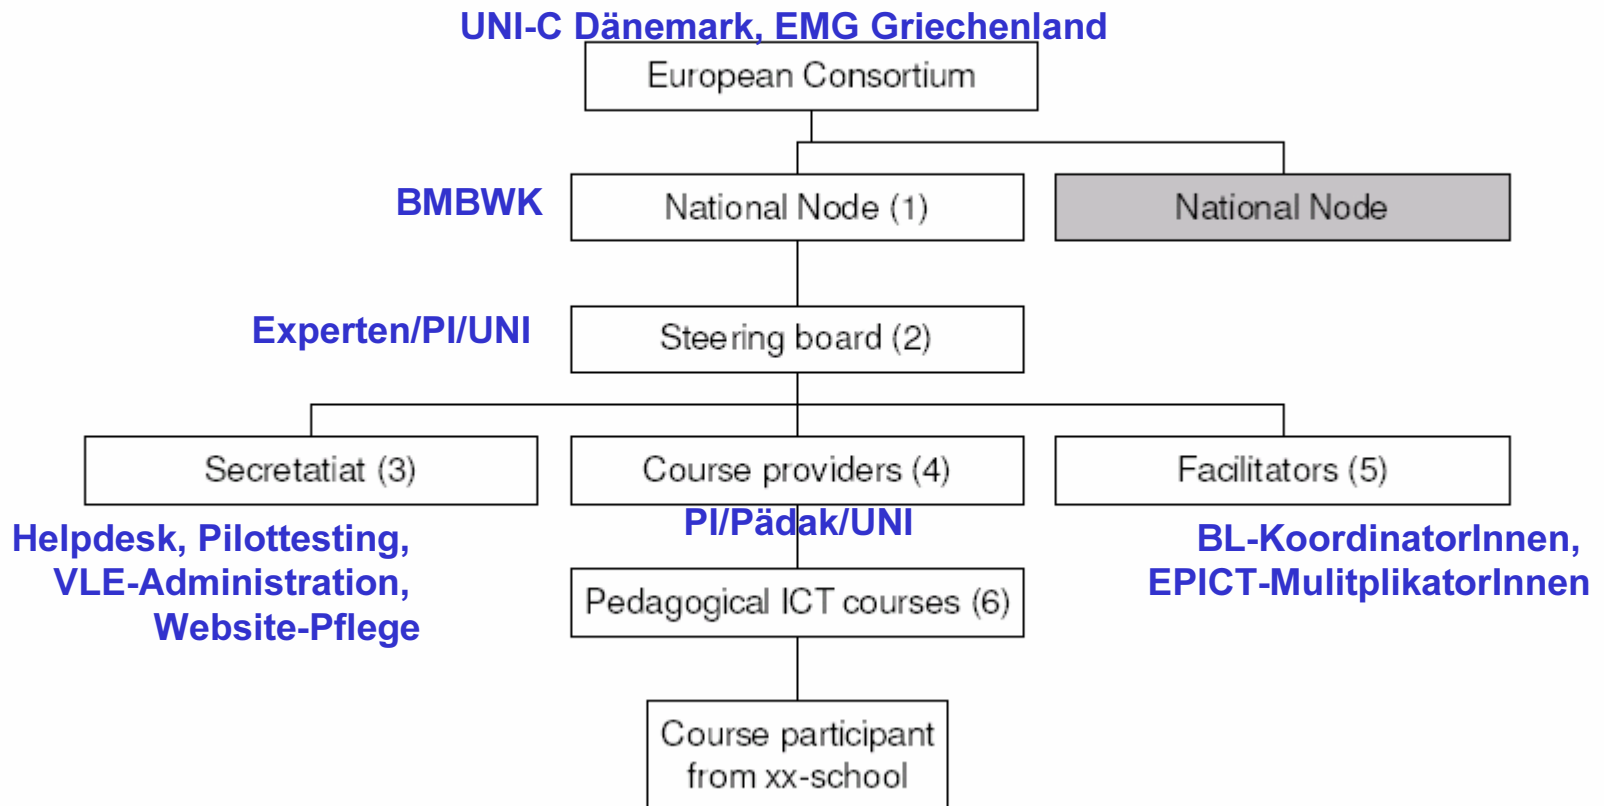 UNI-C Dänemark, EMG Griechenland
European Consortium
BMBWK
National Node (1)
National Node
Experten/PI/UNI
Steering board (2)
Secretatiat (3)
Course providers (4)
Facilitators (5)
PI/Pädak/UNI
Helpdesk, Pilottesting,
VLE-Administration,
Website-Pflege
BL-KoordinatorInnen,
EPICT-MulitplikatorInnen
Pedagogical ICT courses (6)
Course participant
from xx-school